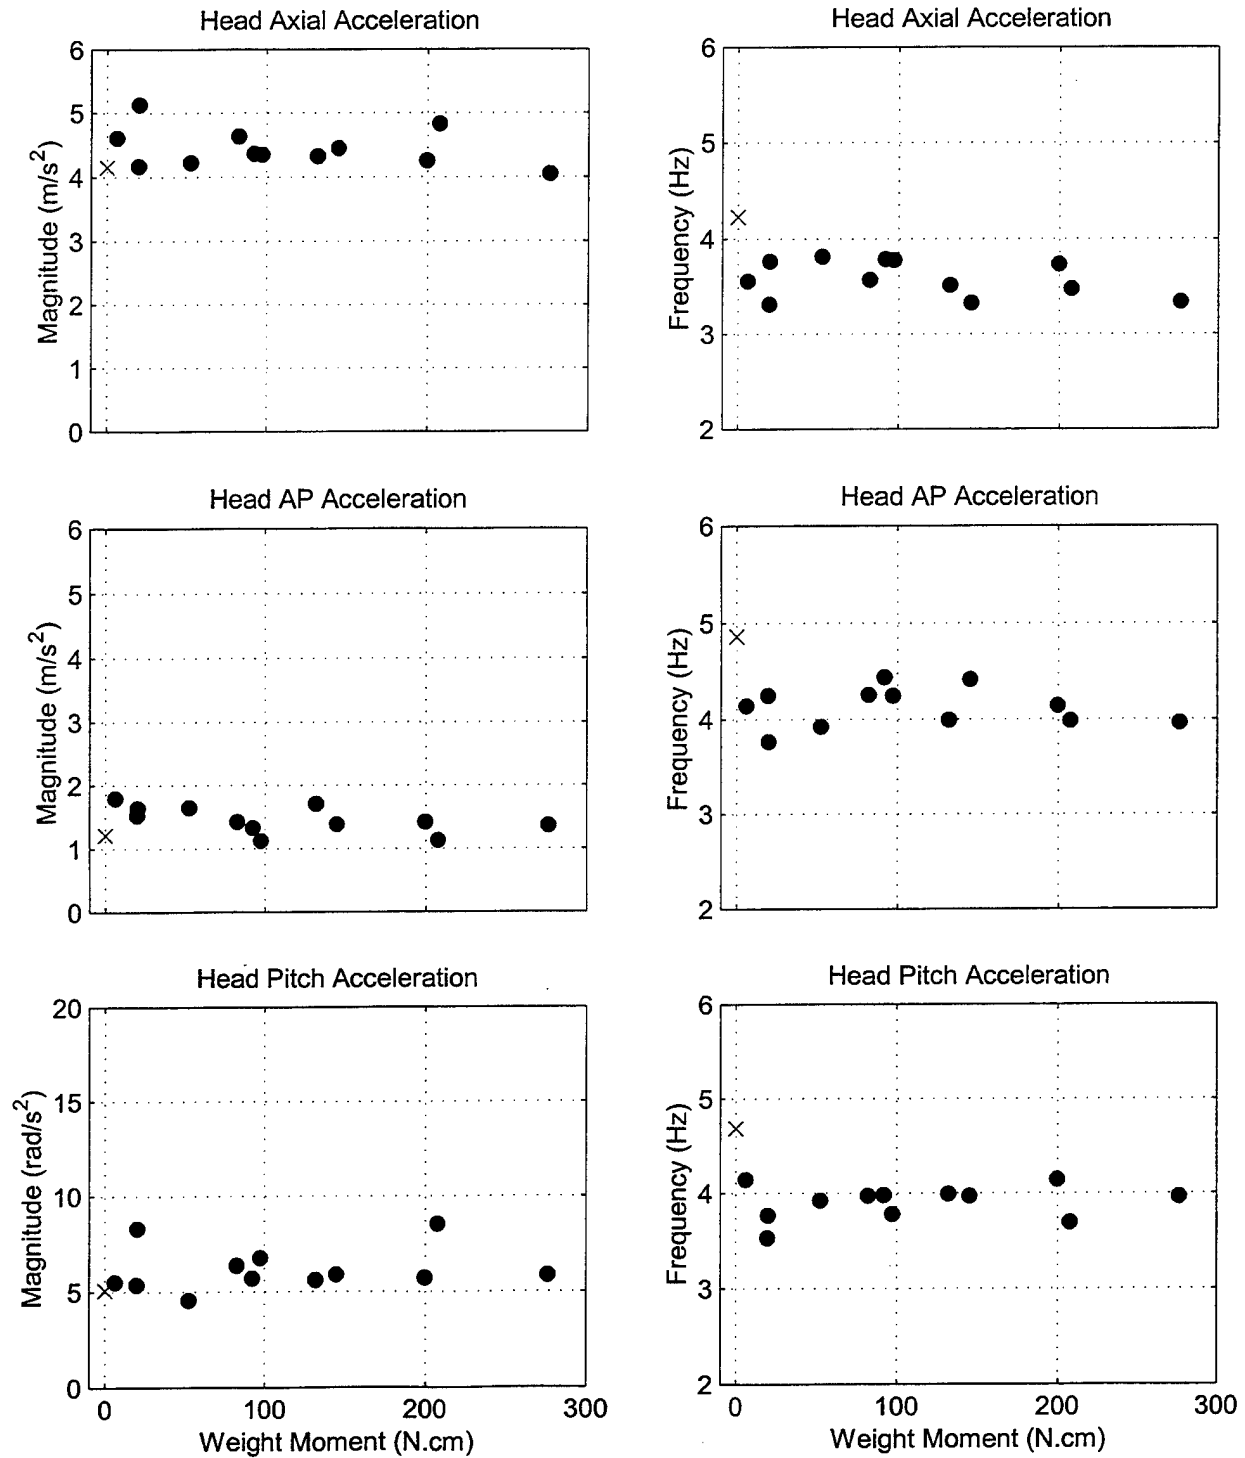 Head Axial Acceleration
Magnitude (m/s²)
6
5
4
3
2
1
0
Head Axial Acceleration
Frequency (Hz)
6
5
4
3
2
Head AP Acceleration
Magnitude (m/s²)
6
5
4
3
2
1
0
Head AP Acceleration
Frequency (Hz)
6
5
4
3
2
Head Pitch Acceleration
Magnitude (rad/s²)
20
15
10
5
0
0 100 200 300
Weight Moment (N.cm)
Head Pitch Acceleration
Frequency (Hz)
6
5
4
3
2
0 100 200 300
Weight Moment (N.cm)